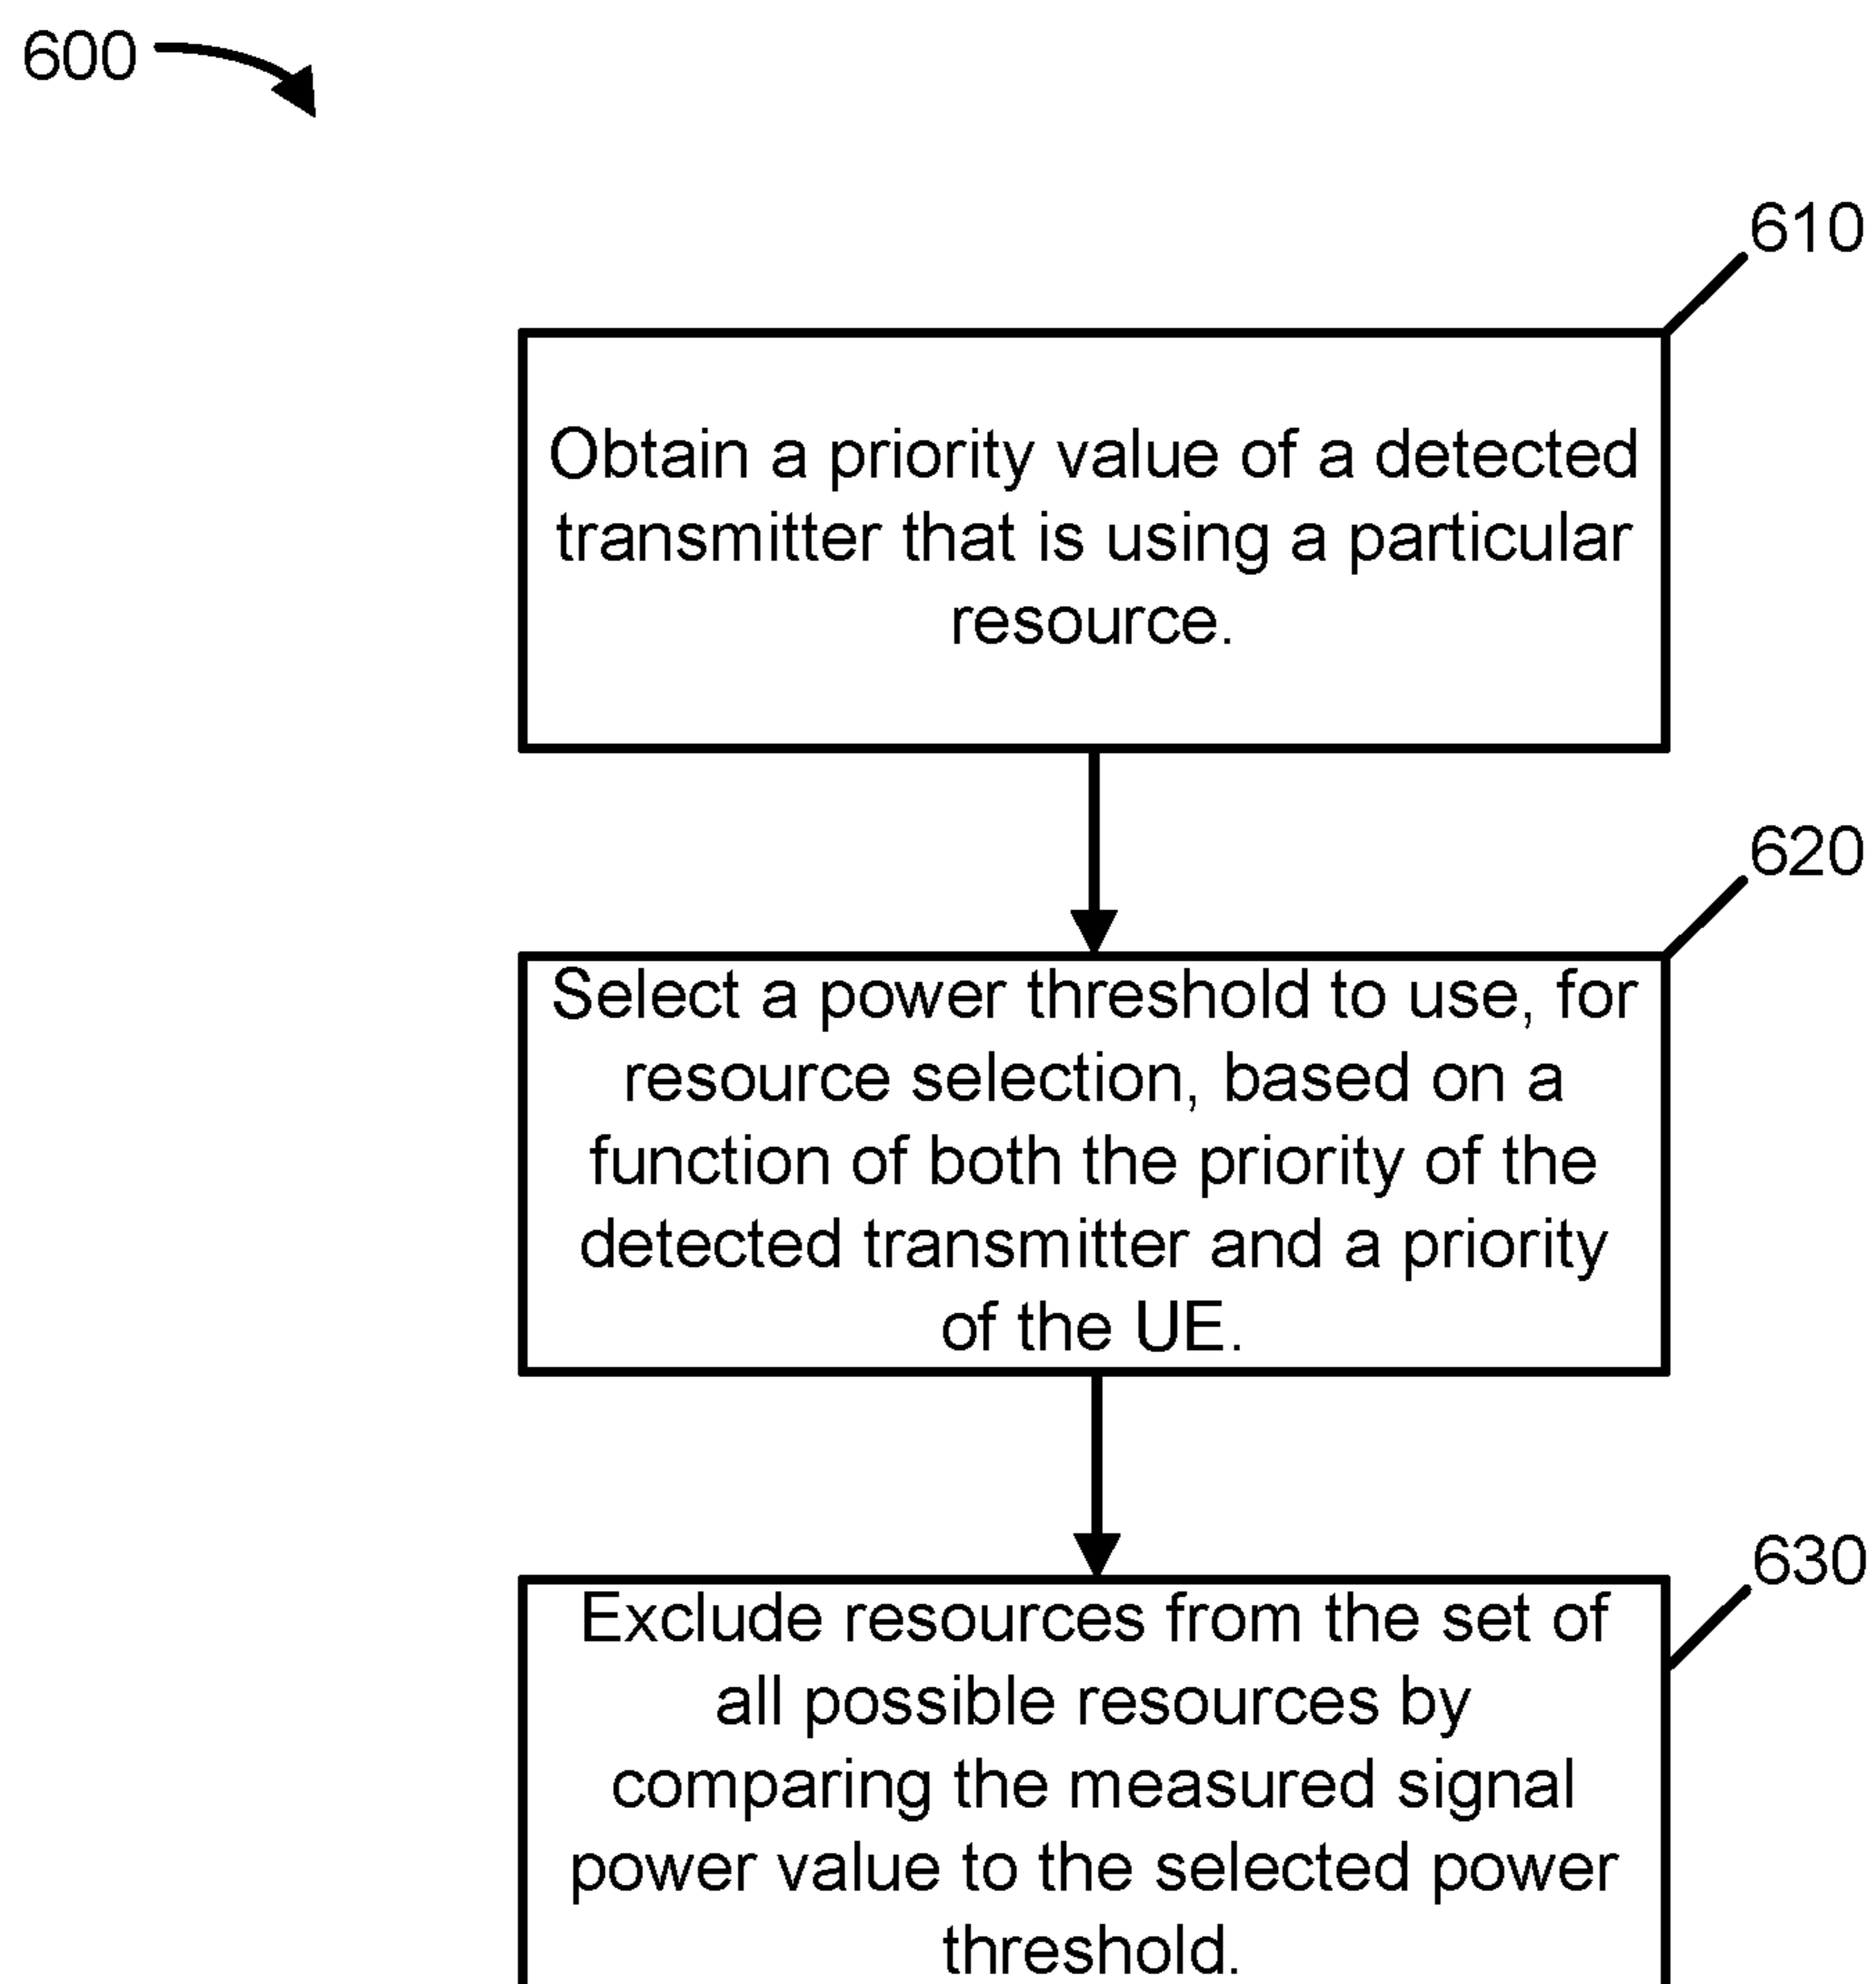 600
610
Obtain a priority value of a detected
transmitter that is using a particular
resource.
620
Select a power threshold to use, for
resource selection, based on a
function of both the priority of the
detected transmitter and a priority
of the UE.
630
Exclude resources from the set of
all possible resources by
comparing the measured signal
power value to the selected power
threshold.